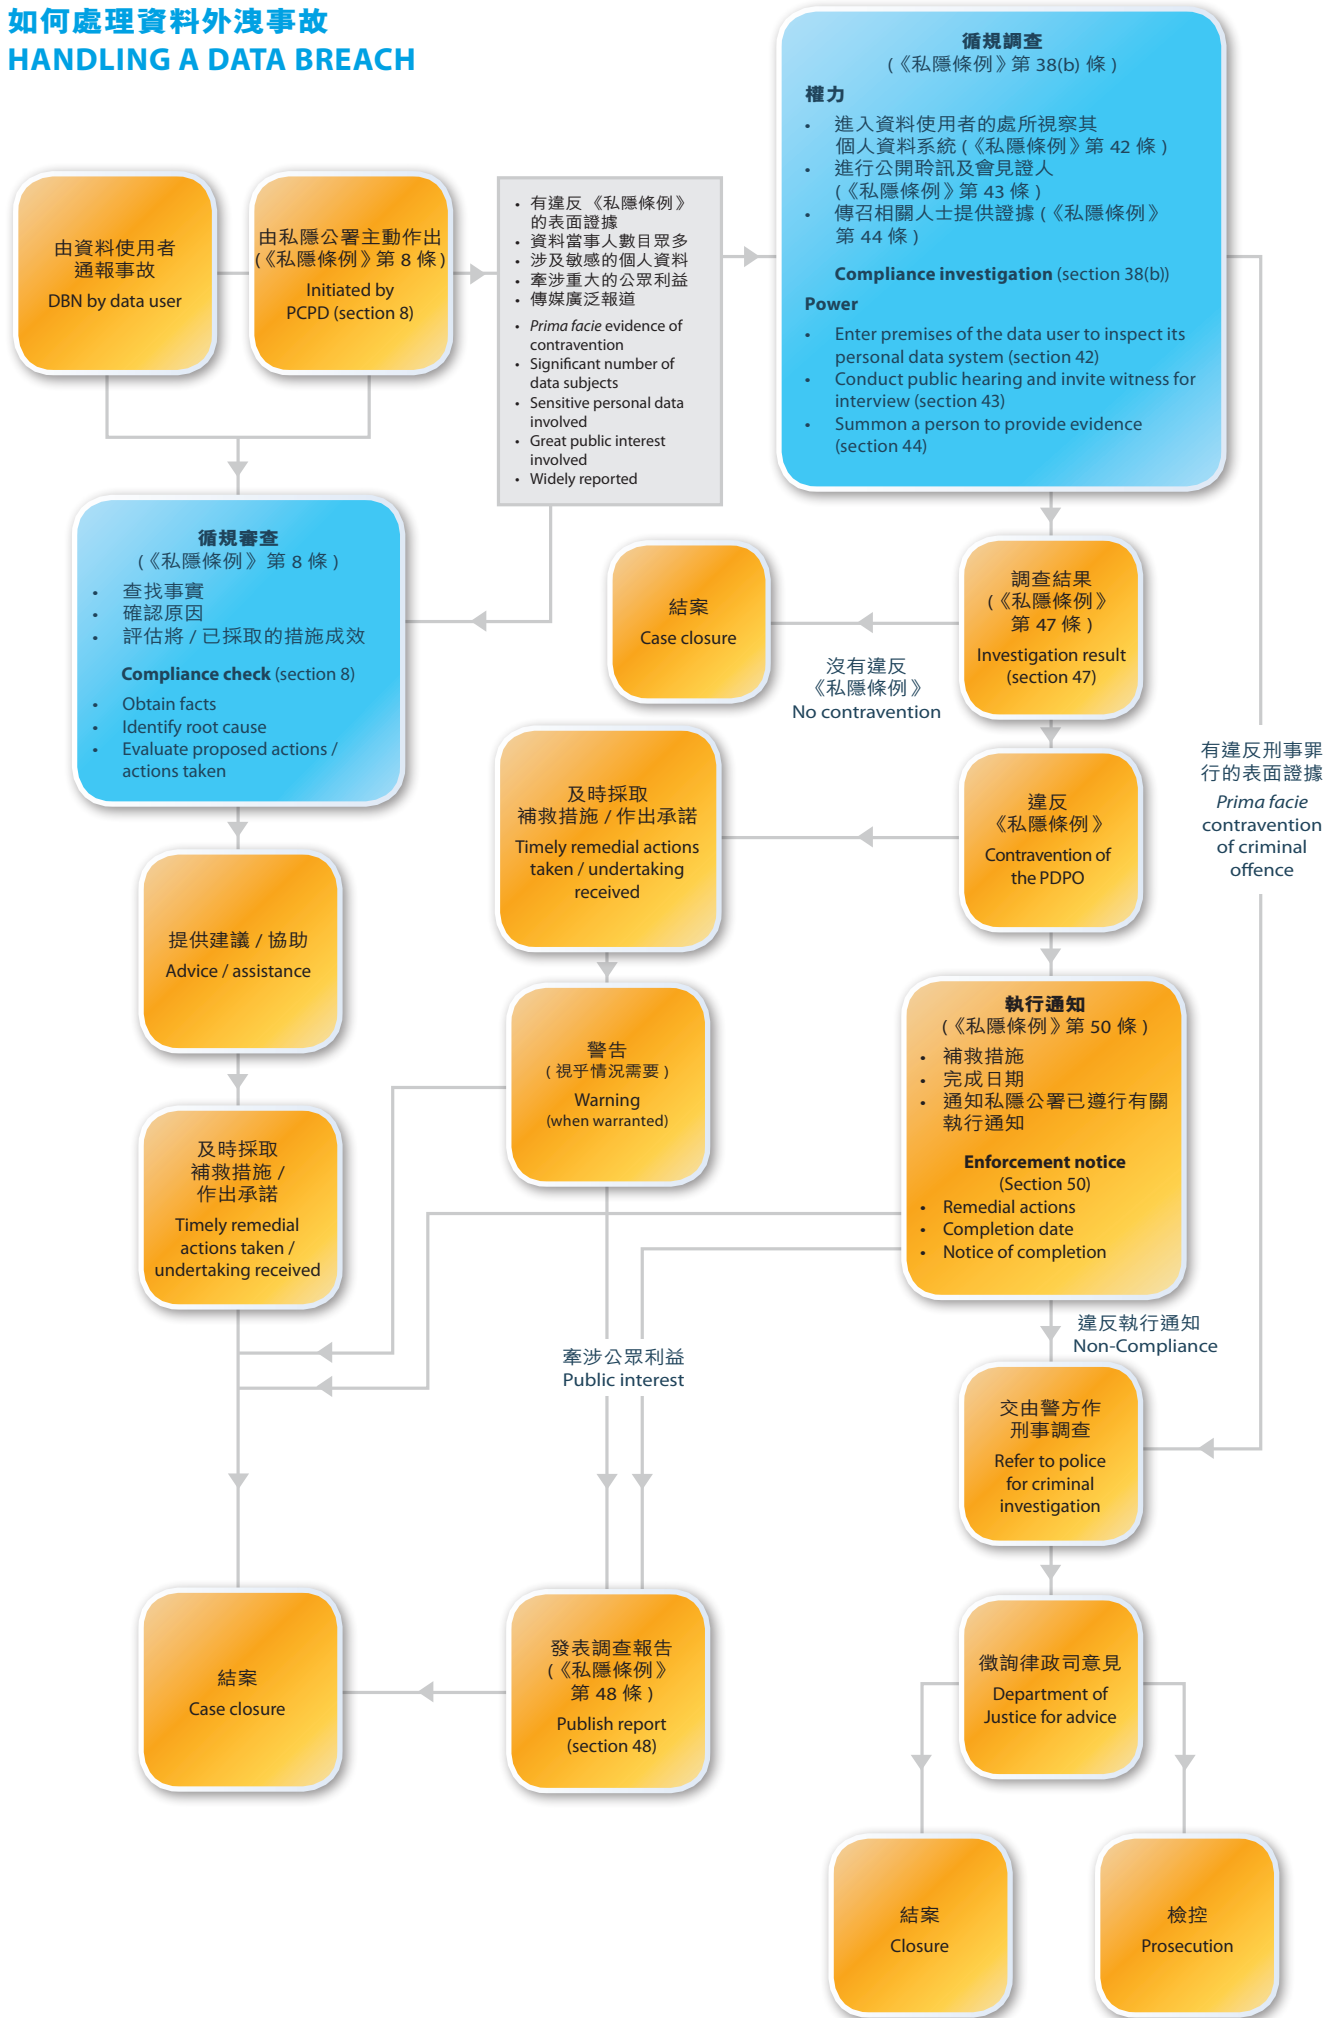 如何處理資料外洩事故
HANDLING A DATA BREACH
循規調查
(《私隱條例》第 38(b) 條 )
權力
• 進入資料使用者的處所視察其
個人資料系統 (《私隱條例》第 42 條 )
• 進行公開聆訊及會見證人
(《私隱條例》第 43 條 )
• 傳召相關人士提供證據 (《私隱條例》
第 44 條 )
Compliance investigation (section 38(b))
Power
• Enter premises of the data user to inspect its
personal data system (section 42)
• Conduct public hearing and invite witness for
interview (section 43)
• Summon a person to provide evidence
(section 44)
由資料使用者
通報事故
DBN by data user
由私隱公署主動作出
(《私隱條例》第 8 條 )
Initiated by
PCPD (section 8)
• 有違反《私隱條例》
的表面證據
• 資料當事人數目眾多
• 涉及敏感的個人資料
• 牽涉重大的公眾利益
• 傳媒廣泛報道
• Prima facie evidence of
contravention
• Significant number of
data subjects
• Sensitive personal data
involved
• Great public interest
involved
• Widely reported
循規審查
(《私隱條例》第 8 條 )
• 查找事實
• 確認原因
• 評估將 / 已採取的措施成效
Compliance check (section 8)
• Obtain facts
• Identify root cause
• Evaluate proposed actions /
actions taken
結案
Case closure
沒有違反
《私隱條例》
No contravention
調查結果
(《私隱條例》
第 47 條 )
Investigation result
(section 47)
有違反刑事罪
行的表面證據
Prima facie
contravention
of criminal
offence
及時採取
補救措施 / 作出承諾
Timely remedial actions
taken / undertaking
received
違反
《私隱條例》
Contravention of
the PDPO
提供建議 / 協助
Advice / assistance
警告
( 視乎情況需要 )
Warning
(when warranted)
執行通知
(《私隱條例》第 50 條 )
• 補救措施
• 完成日期
• 通知私隱公署已遵行有關
執行通知
Enforcement notice
(Section 50)
• Remedial actions
• Completion date
• Notice of completion
及時採取
補救措施 /
作出承諾
Timely remedial
actions taken /
undertaking received
牽涉公眾利益
Public interest
違反執行通知
Non-Compliance
交由警方作
刑事調查
Refer to police
for criminal
investigation
結案
Case closure
發表調查報告
(《私隱條例》
第 48 條 )
Publish report
(section 48)
徵詢律政司意見
Department of
Justice for advice
結案
Closure
檢控
Prosecution